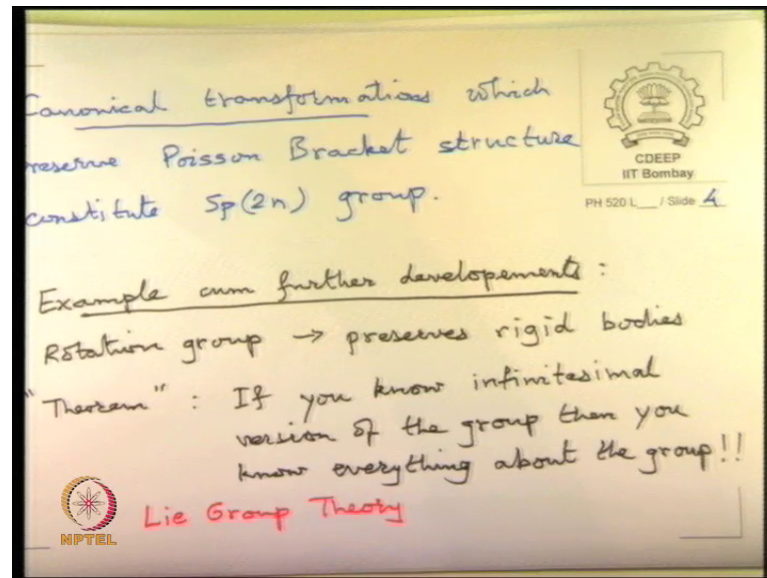 Canonical transformations which
preserve Poisson Bracket structure
constitute Sp(2n) group.
CDEEP
IIT Bombay
PH 520 L___ / Slide 4
Example cum further developements :
Rotation group → preserves rigid bodies
"Theorem" : If you know infinitesimal
version of the group then you
know everything about the group!!
Lie Group Theory
NPTEL